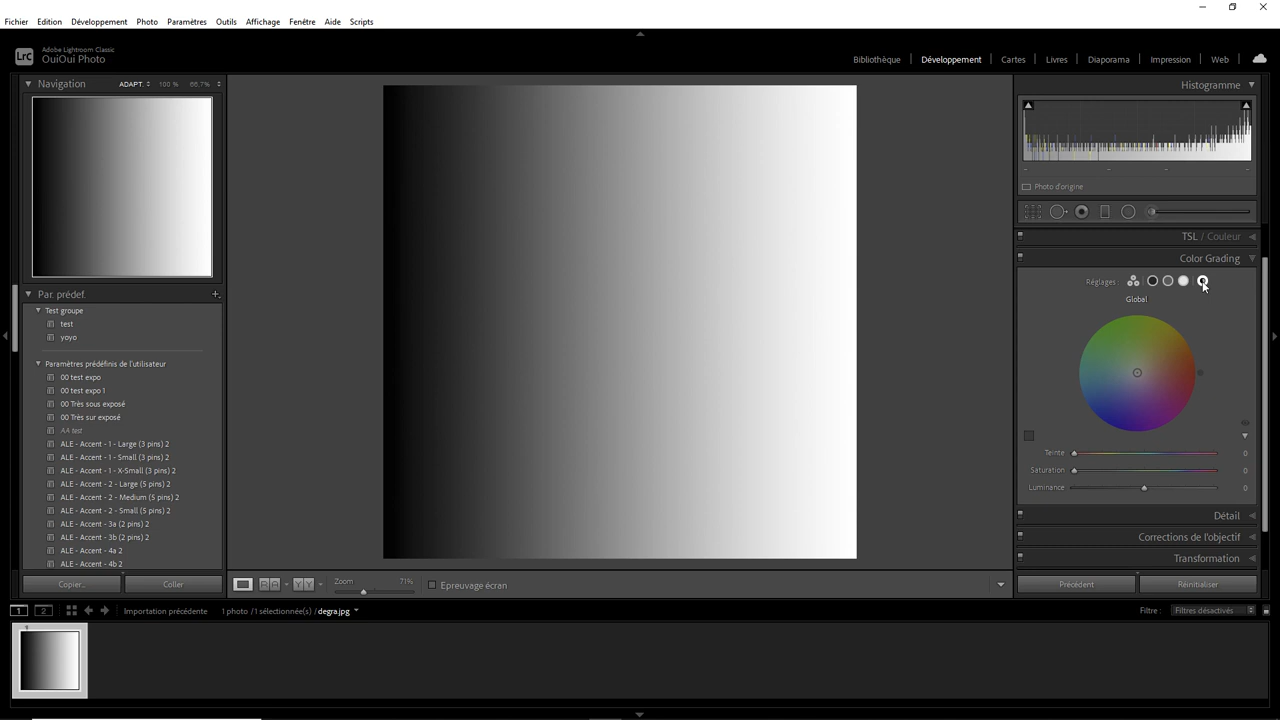 Fichier Edition Développement Photo Paramètres Outils Affichage Fenêtre Aide Scripts
Lrc
Adobe Lightroom Classic
OuiOui Photo
Bibliothèque Développement Cartes Livres Diaporama Impression Web
Navigation ADAPT. 100 % 66,7%
Par. prédef.
Test groupe
test
yoyo
Paramètres prédéfinis de l'utilisateur
00 test expo
00 test expo 1
00 Très sous exposé
00 Très sur exposé
AA test
ALE - Accent - 1 - Large (3 pins) 2
ALE - Accent - 1 - Small (3 pins) 2
ALE - Accent - 1 - X-Small (3 pins) 2
ALE - Accent - 2 - Large (5 pins) 2
ALE - Accent - 2 - Medium (5 pins) 2
ALE - Accent - 2 - Small (5 pins) 2
ALE - Accent - 3a (2 pins) 2
ALE - Accent - 3b (2 pins) 2
ALE - Accent - 4a 2
ALE - Accent - 4b 2
Copier... Coller
Zoom 71% Epreuvage écran
Histogramme
Photo d'origine
TSL / Couleur
Color Grading
Réglages :
Global
Teinte 0
Saturation 0
Luminance 0
Détail
Corrections de l'objectif
Transformation
Précédent Réinitialiser
1 2 Importation précédente 1 photo /1 sélectionnée(s) /degra.jpg Filtre : Filtres désactivés
1